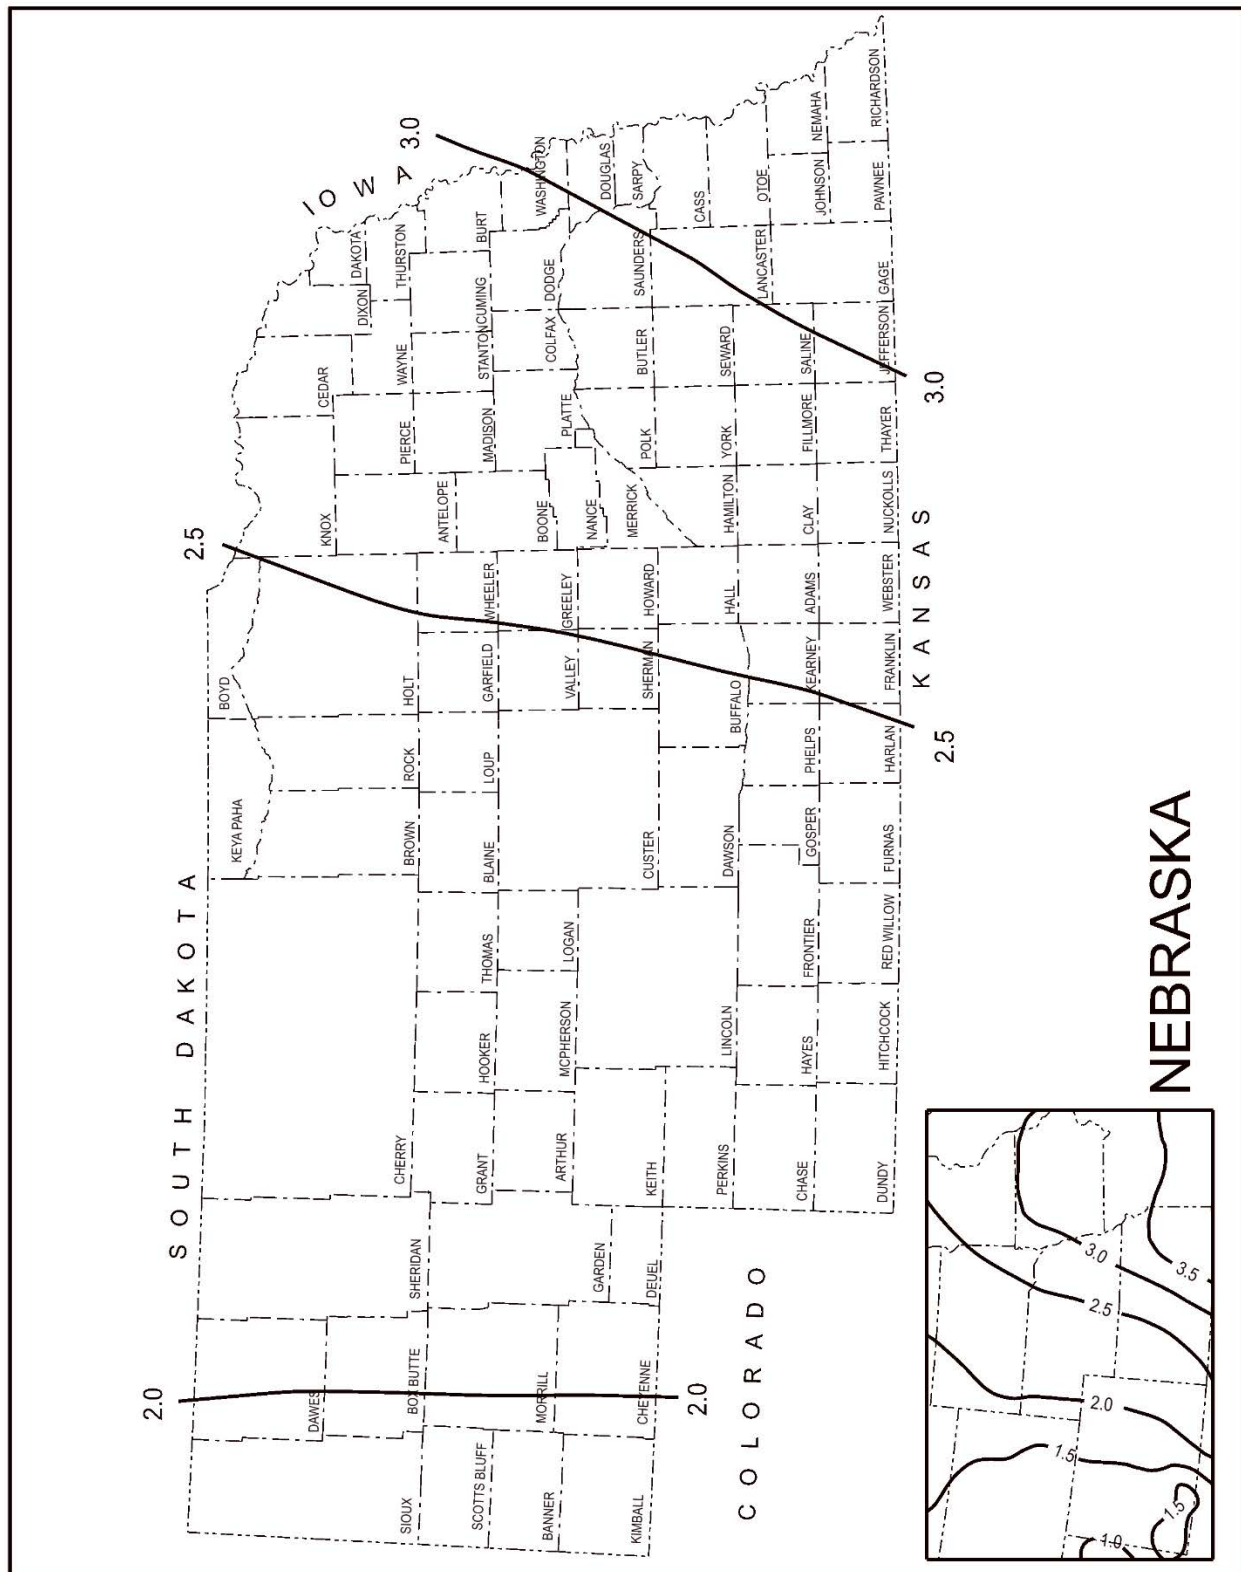 SOUTH DAKOTA
IOWA
2.0
2.5
3.0
DAWES
SHERIDAN
CHERRY
KEYA PAHA
BOYD
KNOX
CEDAR
DIXON
DAKOTA
SIOUX
BOX BUTTE
BROWN
ROCK
HOLT
ANTELOPE
PIERCE
WAYNE
THURSTON
SCOTTS BLUFF
GRANT
HOOKER
THOMAS
BLAINE
LOUP
GARFIELD
WHEELER
MADISON
STANTON
CUMING
BURT
BANNER
MORRILL
GARDEN
ARTHUR
MCPHERSON
LOGAN
VALLEY
GREELEY
BOONE
NANCE
PLATTE
COLFAX
DODGE
WASHINGTON
DOUGLAS
KIMBALL
CHEYENNE
DEUEL
KEITH
CUSTER
SHERMAN
HOWARD
MERRICK
POLK
BUTLER
SAUNDERS
SARPY
PERKINS
LINCOLN
DAWSON
BUFFALO
HALL
HAMILTON
YORK
SEWARD
LANCASTER
CASS
OTOE
CHASE
HAYES
FRONTIER
GOSPER
PHELPS
KEARNEY
ADAMS
CLAY
FILLMORE
SALINE
JOHNSON
NEMAHA
DUNDY
HITCHCOCK
RED WILLOW
FURNAS
HARLAN
FRANKLIN
WEBSTER
NUCKOLLS
THAYER
JEFFERSON
GAGE
PAWNEE
RICHARDSON
2.0
2.5
3.0
COLORADO
KANSAS
1.0
1.5
1.5
2.0
2.5
3.0
3.5
NEBRASKA